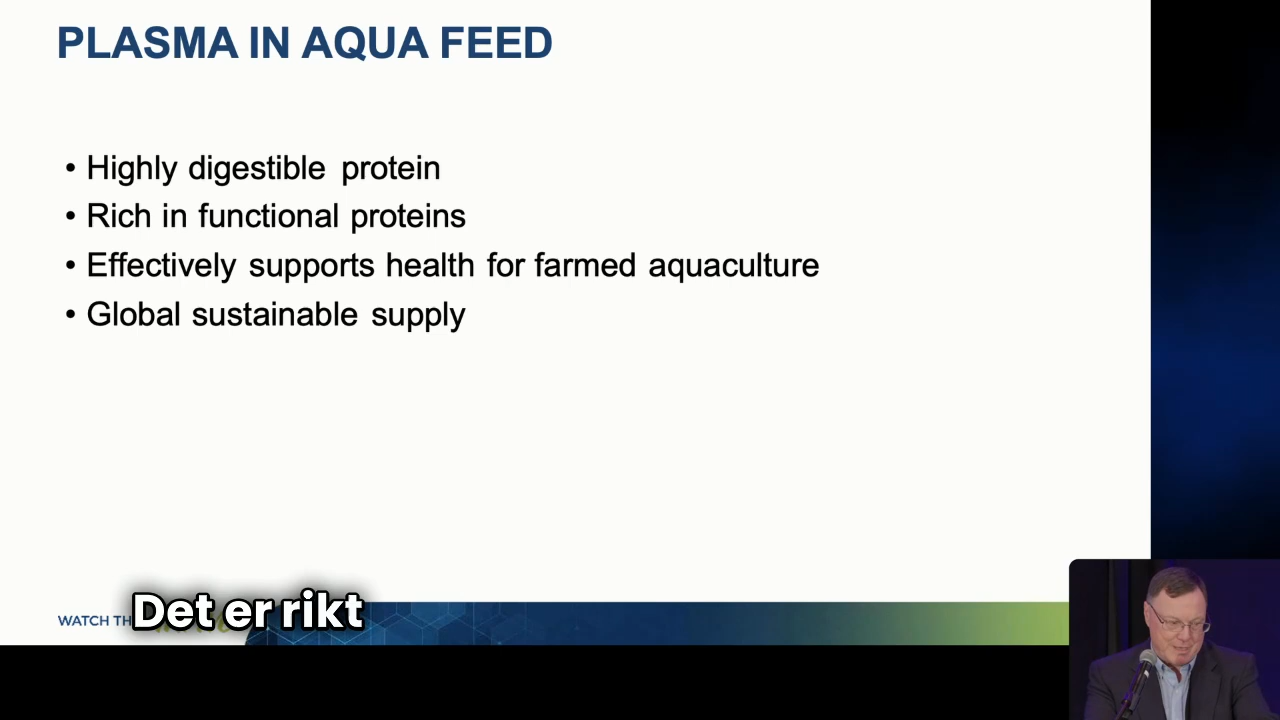 PLASMA IN AQUA FEED
• Highly digestible protein
• Rich in functional proteins
• Effectively supports health for farmed aquaculture
• Global sustainable supply
WATCH
Det er rikt